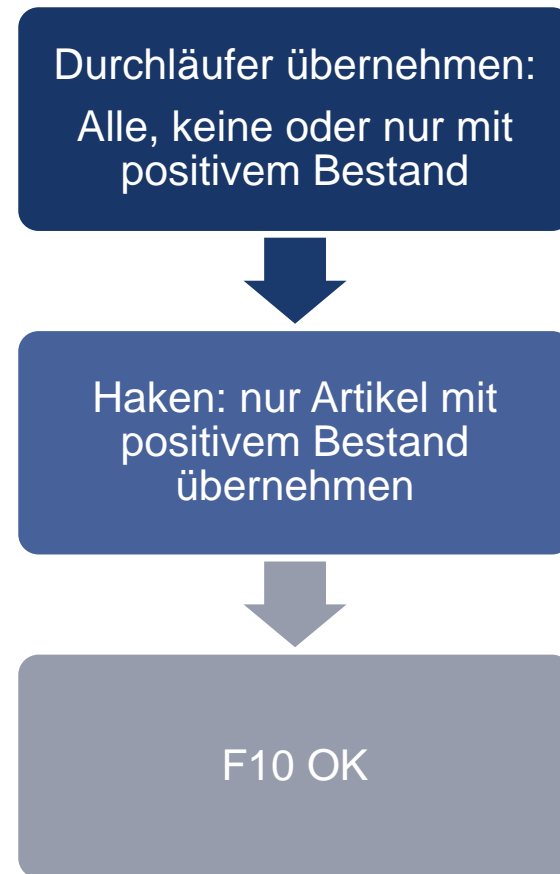 Durchläufer übernehmen:
Alle, keine oder nur mit
positivem Bestand
Haken: nur Artikel mit
positivem Bestand
übernehmen
F10 OK